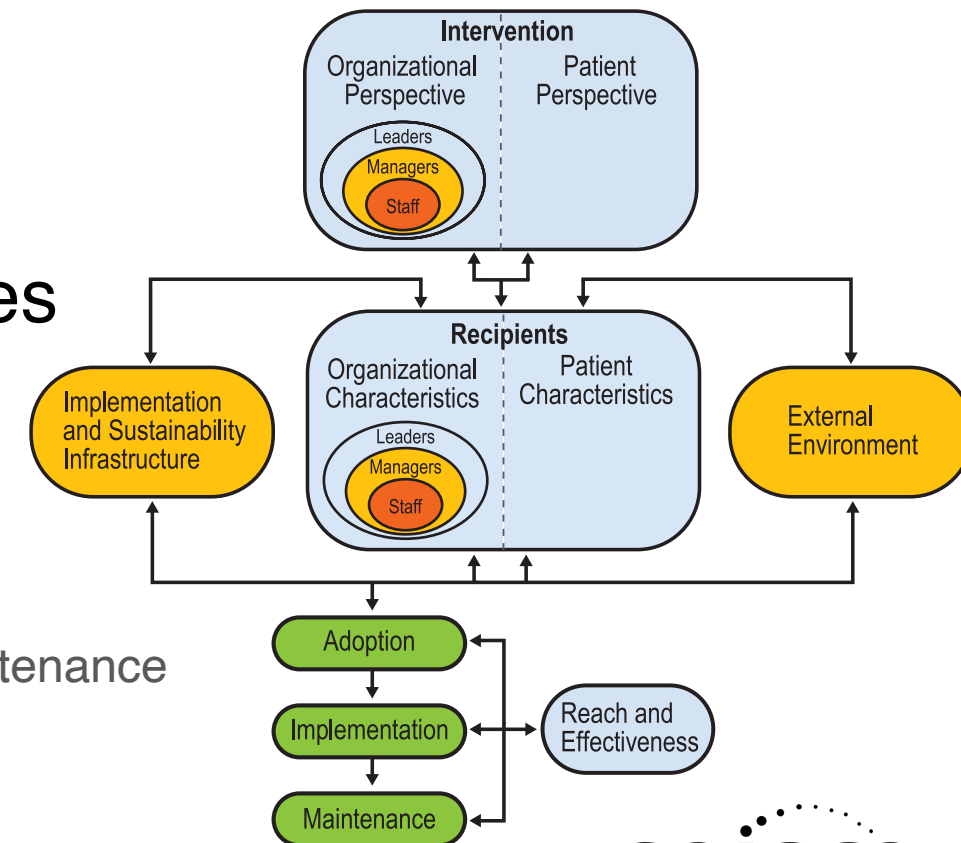 Intervention
Organizational
Perspective
Patient
Perspective
Leaders
Managers
Staff
es
Recipients
Organizational
Characteristics
Patient
Characteristics
Leaders
Managers
Staff
Implementation
and Sustainability
Infrastructure
External
Environment
Adoption
tenance
Implementation
Reach and
Effectiveness
Maintenance